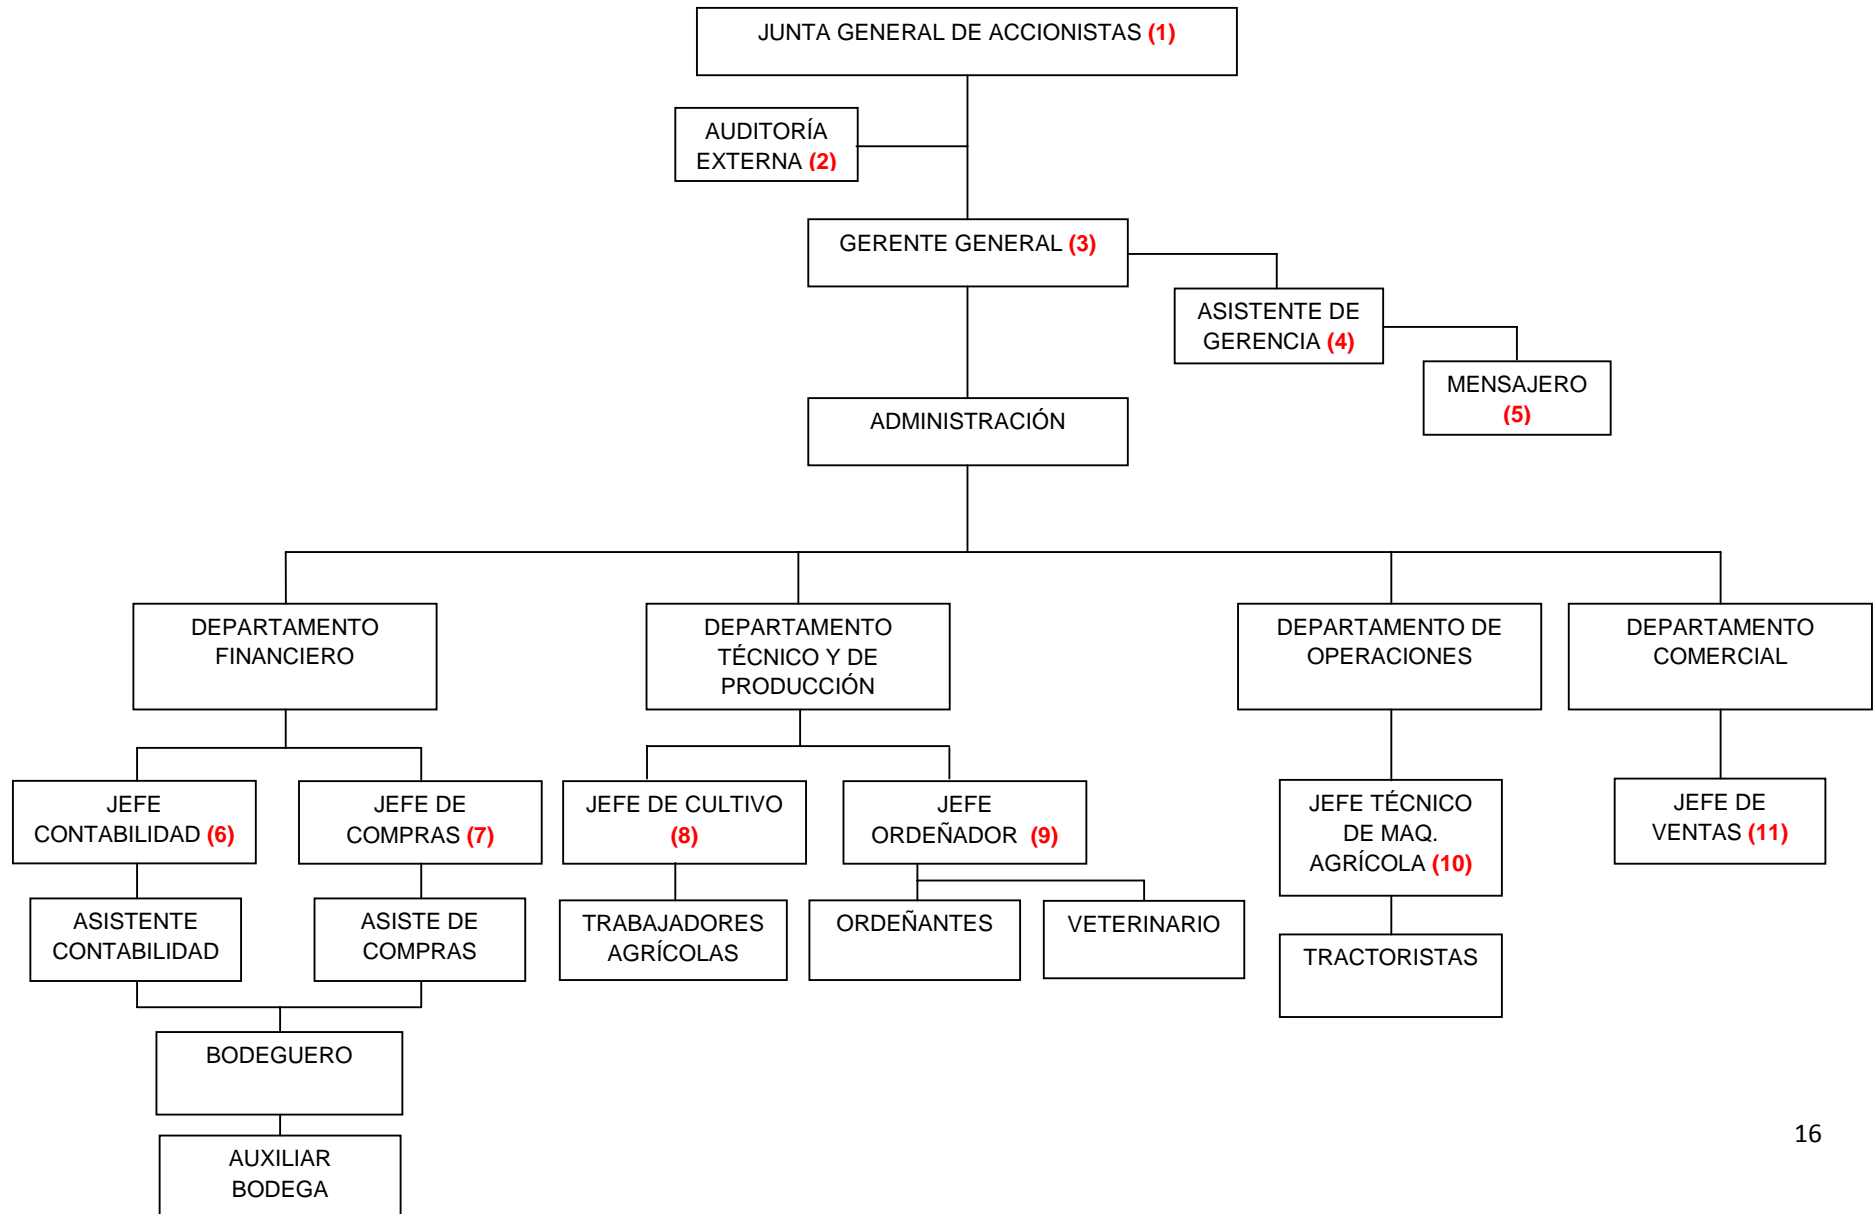 JUNTA GENERAL DE ACCIONISTAS (1)
AUDITORÍA
EXTERNA (2)
GERENTE GENERAL (3)
ASISTENTE DE
GERENCIA (4)
MENSAJERO
(5)
ADMINISTRACIÓN
DEPARTAMENTO
FINANCIERO
DEPARTAMENTO
TÉCNICO Y DE
PRODUCCIÓN
DEPARTAMENTO DE
OPERACIONES
DEPARTAMENTO
COMERCIAL
JEFE
CONTABILIDAD (6)
JEFE DE
COMPRAS (7)
JEFE DE CULTIVO
(8)
JEFE
ORDEÑADOR (9)
JEFE TÉCNICO
DE MAQ.
AGRÍCOLA (10)
JEFE DE
VENTAS (11)
ASISTENTE
CONTABILIDAD
ASISTE DE
COMPRAS
TRABAJADORES
AGRÍCOLAS
ORDEÑANTES
VETERINARIO
TRACTORISTAS
BODEGUERO
AUXILIAR
BODEGA
16